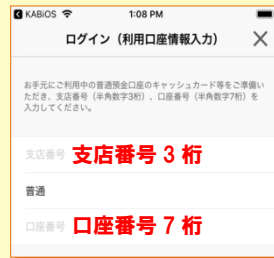 KABiOS 1:08 PM
ログイン（利用口座情報入力）
お手元にご利用中の普通預金口座のキャッシュカード等をご準備い
ただき、支店番号（半角数字3桁）、口座番号（半角数字7桁）を
入力してください。
支店番号 支店番号 3 桁
普通
口座番号 口座番号 7 桁